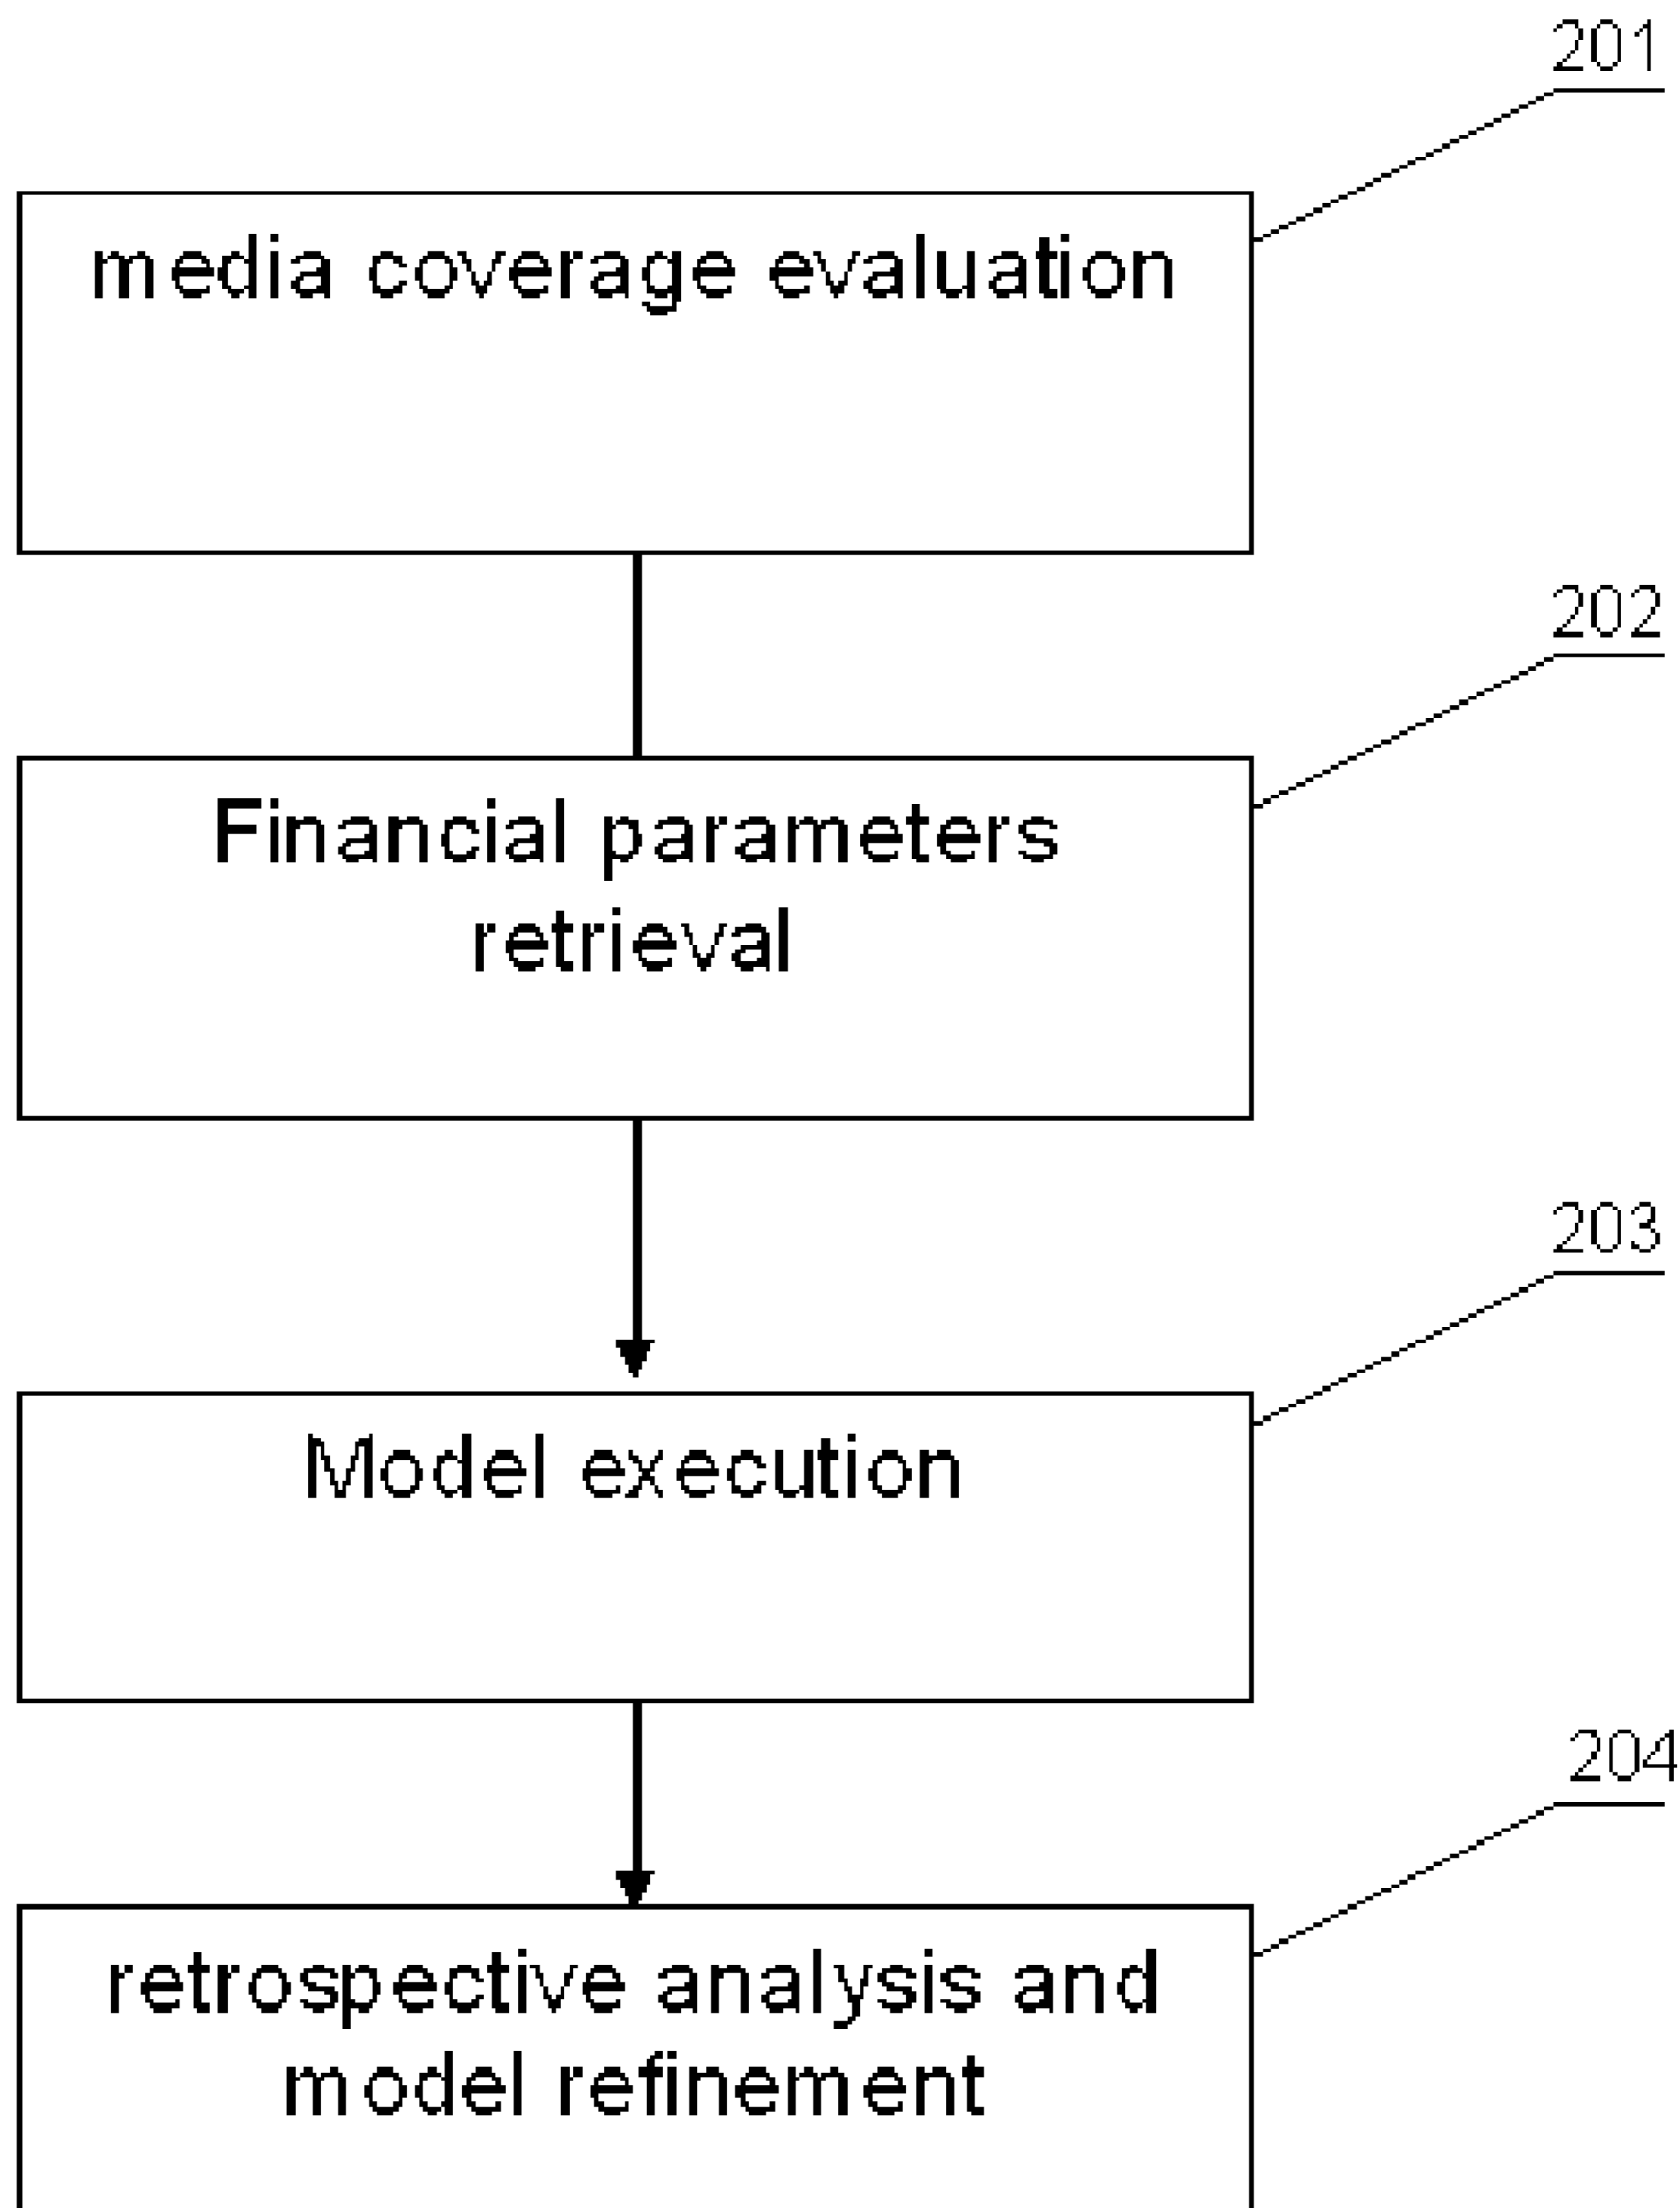 201
media coverage evaluation
202
Financial parameters
retrieval
203
Model execution
204
retrospective analysis and
model refinement